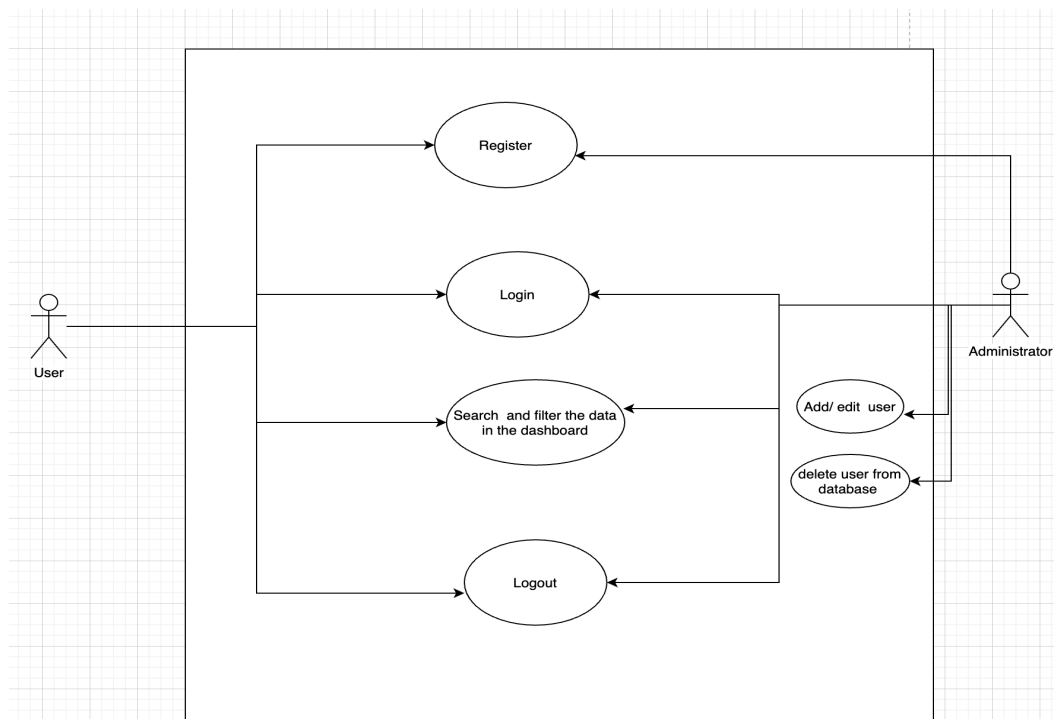 Register
Login
User
Administrator
Add/ edit  user
Search  and filter the data
in the dashboard
delete user from
database
Logout